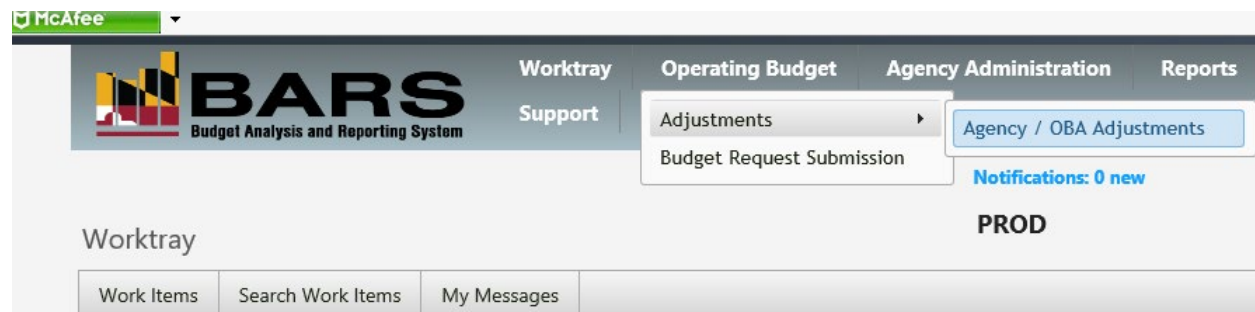 McAfee
BARS
Budget Analysis and Reporting System
Worktray Operating Budget Agency Administration Reports
Support
Adjustments
Agency / OBA Adjustments
Budget Request Submission
Notifications: 0 new
PROD
Worktray
Work Items Search Work Items My Messages